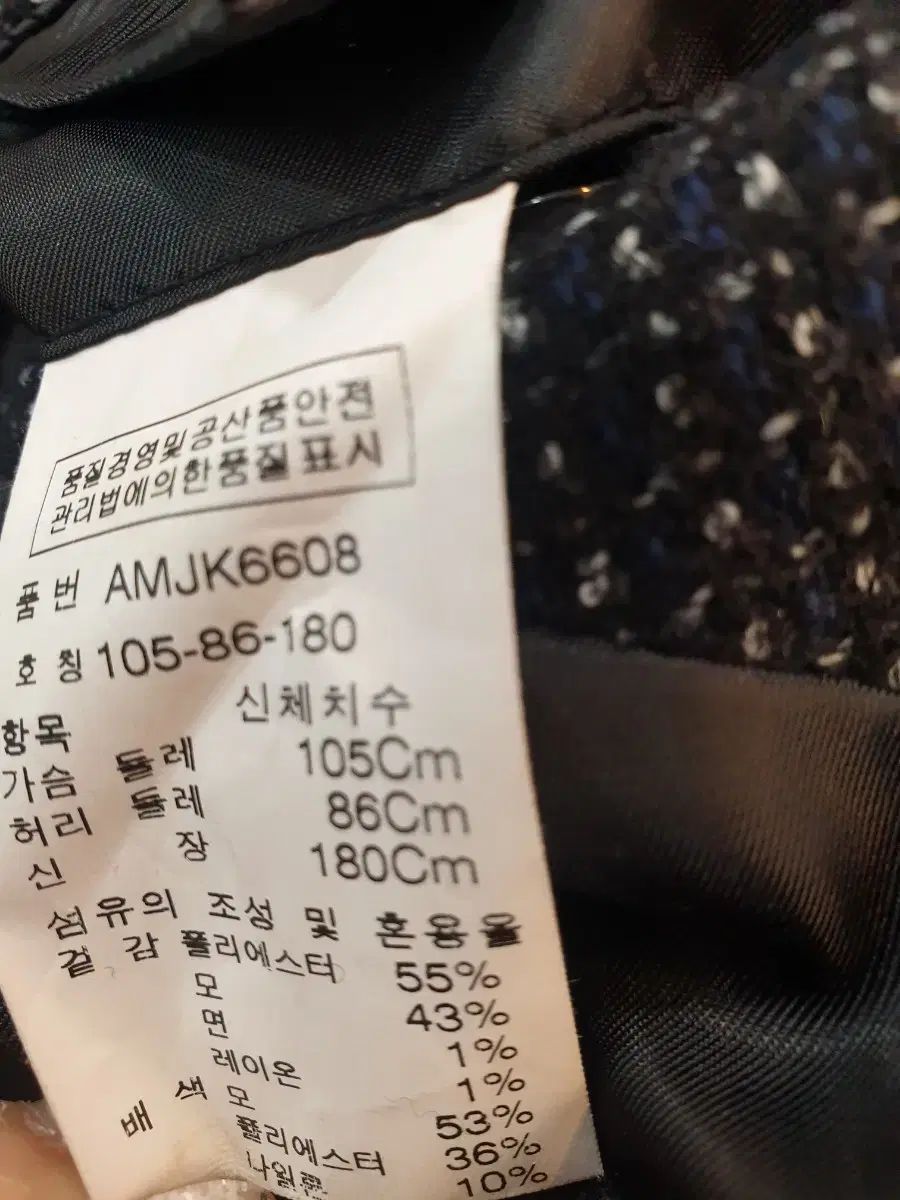 품질경영및공산품안전
관리법에의한품질표시
품 번 AMJK6608
호 칭 105-86-180
항목 신체치수
가슴 둘레 105Cm
허리 둘레 86Cm
신 장 180Cm
섬유의 조성 및 혼용율
겉 감 폴리에스터 55%
모 43%
면 1%
레이온 1%
배 색 모 53%
폴리에스터 36%
나일론 10%